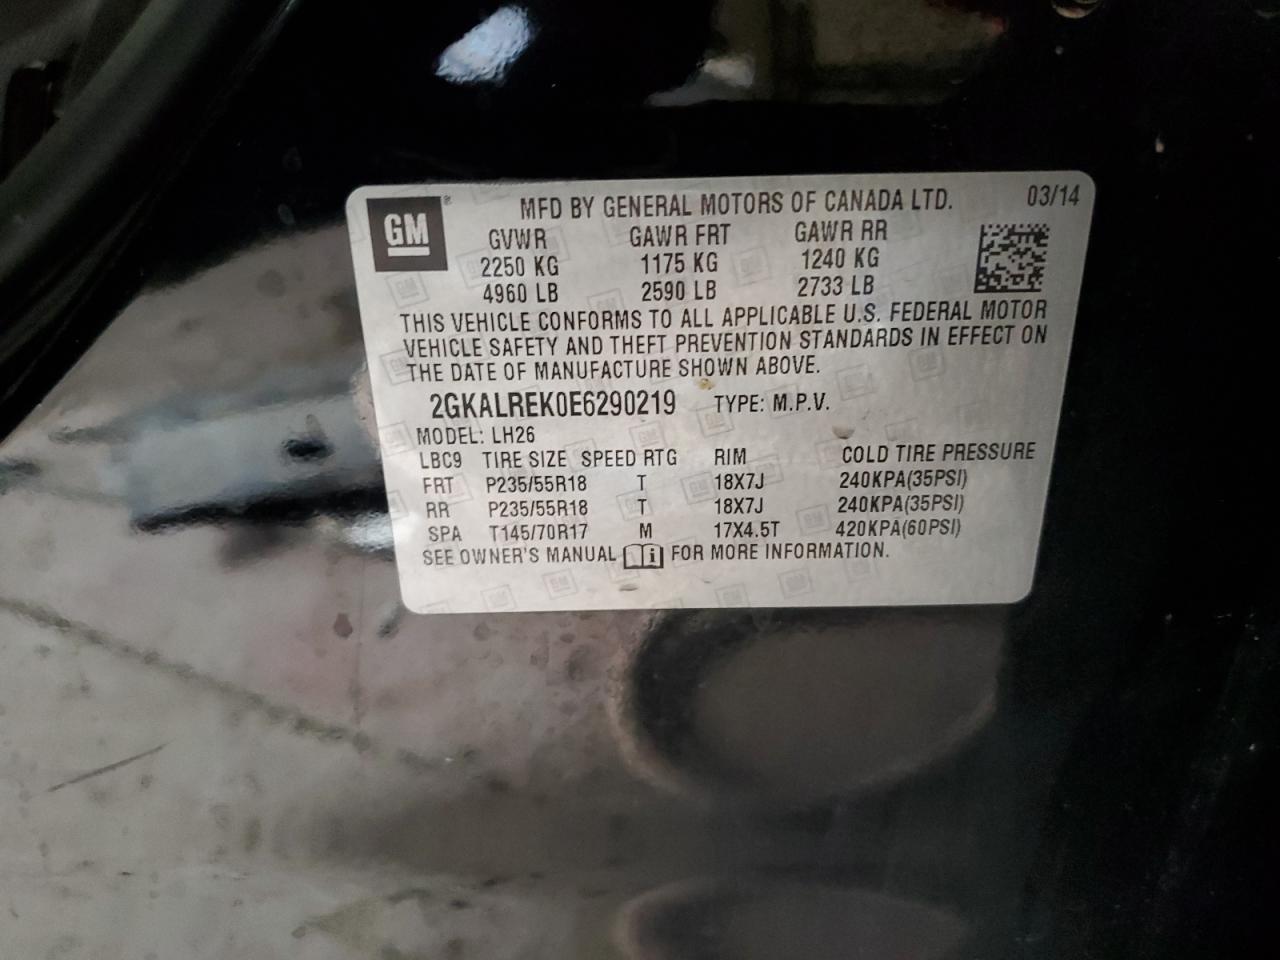 GM®
MFD BY GENERAL MOTORS OF CANADA LTD. 03/14
GVWR GAWR FRT GAWR RR
2250 KG 1175 KG 1240 KG
4960 LB 2590 LB 2733 LB
THIS VEHICLE CONFORMS TO ALL APPLICABLE U.S. FEDERAL MOTOR
VEHICLE SAFETY AND THEFT PREVENTION STANDARDS IN EFFECT ON
THE DATE OF MANUFACTURE SHOWN ABOVE.
2GKALREK0E6290219 TYPE: M.P.V.
MODEL: LH26
LBC9 TIRE SIZE SPEED RTG RIM COLD TIRE PRESSURE
FRT P235/55R18 T 18X7J 240KPA(35PSI)
RR P235/55R18 T 18X7J 240KPA(35PSI)
SPA T145/70R17 M 17X4.5T 420KPA(60PSI)
SEE OWNER'S MANUAL i FOR MORE INFORMATION.